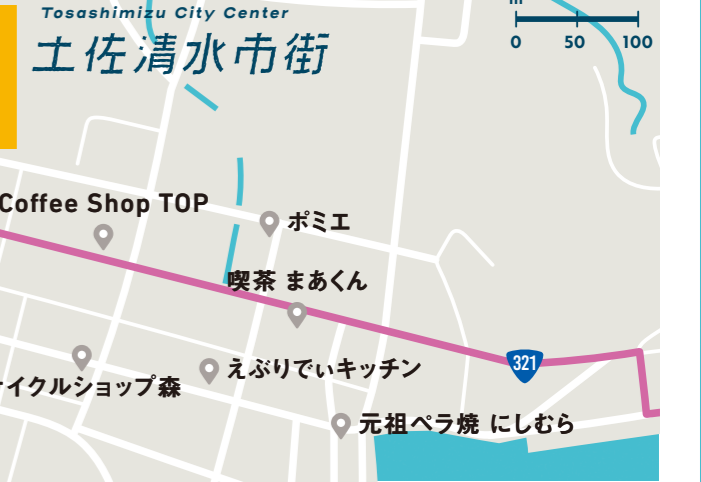 Tosashimizu City Center
土佐清水市街
m
0 50 100
Coffee Shop TOP
ポミエ
喫茶 まあくん
321
えぶりでぃキッチン
イクルショップ森
元祖ペラ焼 にしむら